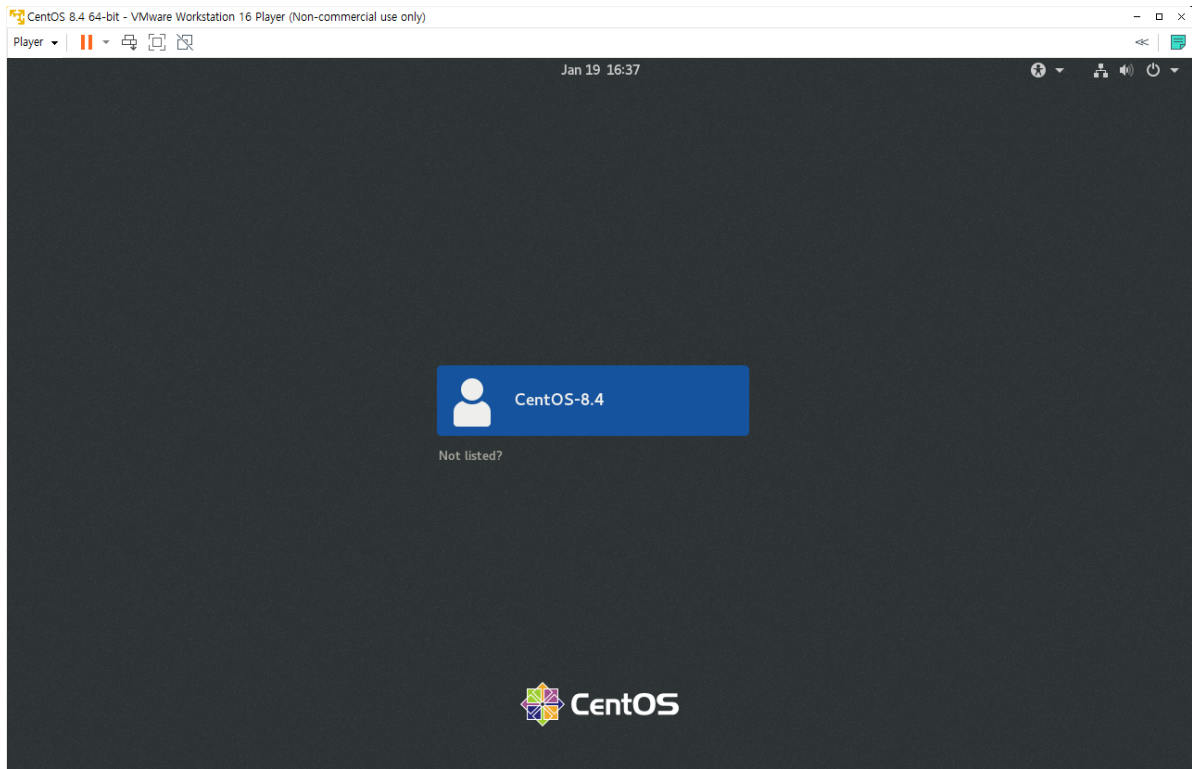 CentOS 8.4 64-bit - VMware Workstation 16 Player (Non-commercial use only)
Player
Jan 19 16:37
CentOS-8.4
Not listed?
CentOS